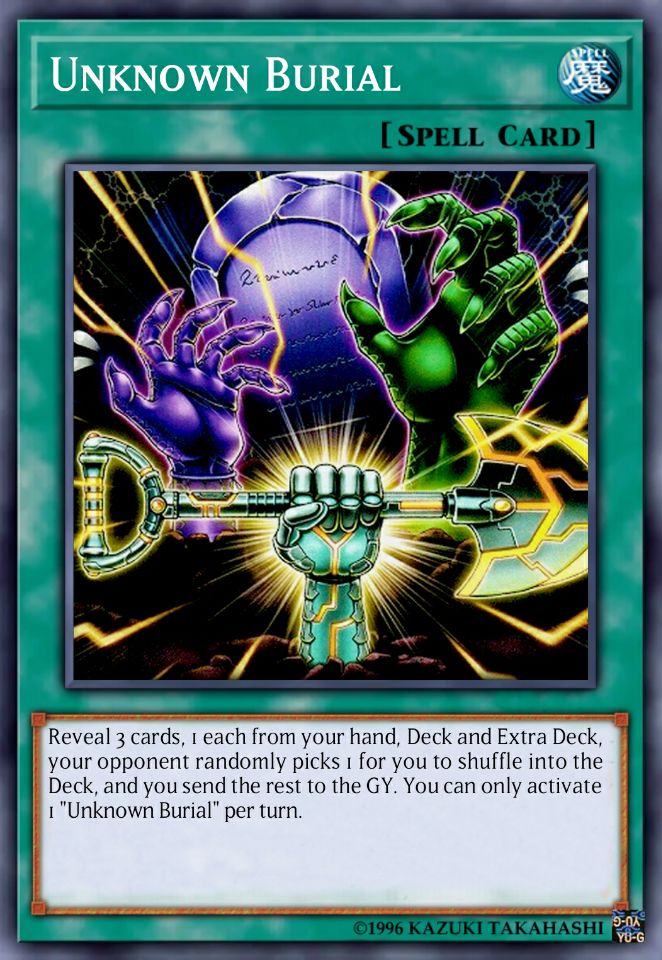 Unknown Burial
SPELL
魔
[Spell Card]
Reveal 3 cards, 1 each from your hand, Deck and Extra Deck,
your opponent randomly picks 1 for you to shuffle into the
Deck, and you send the rest to the GY. You can only activate
1 "Unknown Burial" per turn.
©1996 KAZUKI TAKAHASHI